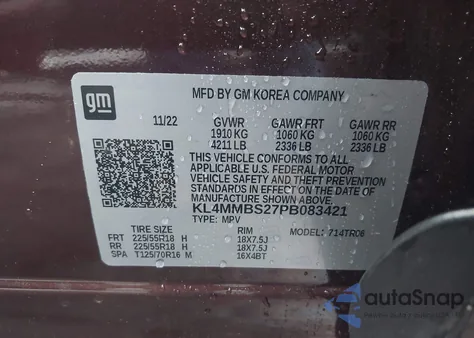 gm
MFD BY GM KOREA COMPANY
11/22 GVWR GAWR FRT GAWR RR
1910 KG 1060 KG 1060 KG
4211 LB 2336 LB 2336 LB
THIS VEHICLE CONFORMS TO ALL
APPLICABLE U.S. FEDERAL MOTOR
VEHICLE SAFETY AND THEFT PREVENTION
STANDARDS IN EFFECT ON THE DATE OF
MANUFACTURE SHOWN ABOVE.
KL4MMBS27PB083421
TYPE: MPV MODEL: 714TR06
TIRE SIZE RIM
FRT 225/55R18 H 18X7.5J
RR 225/55R18 H 18X7.5J
SPA T125/70R16 M 16X4BT
autoSnap